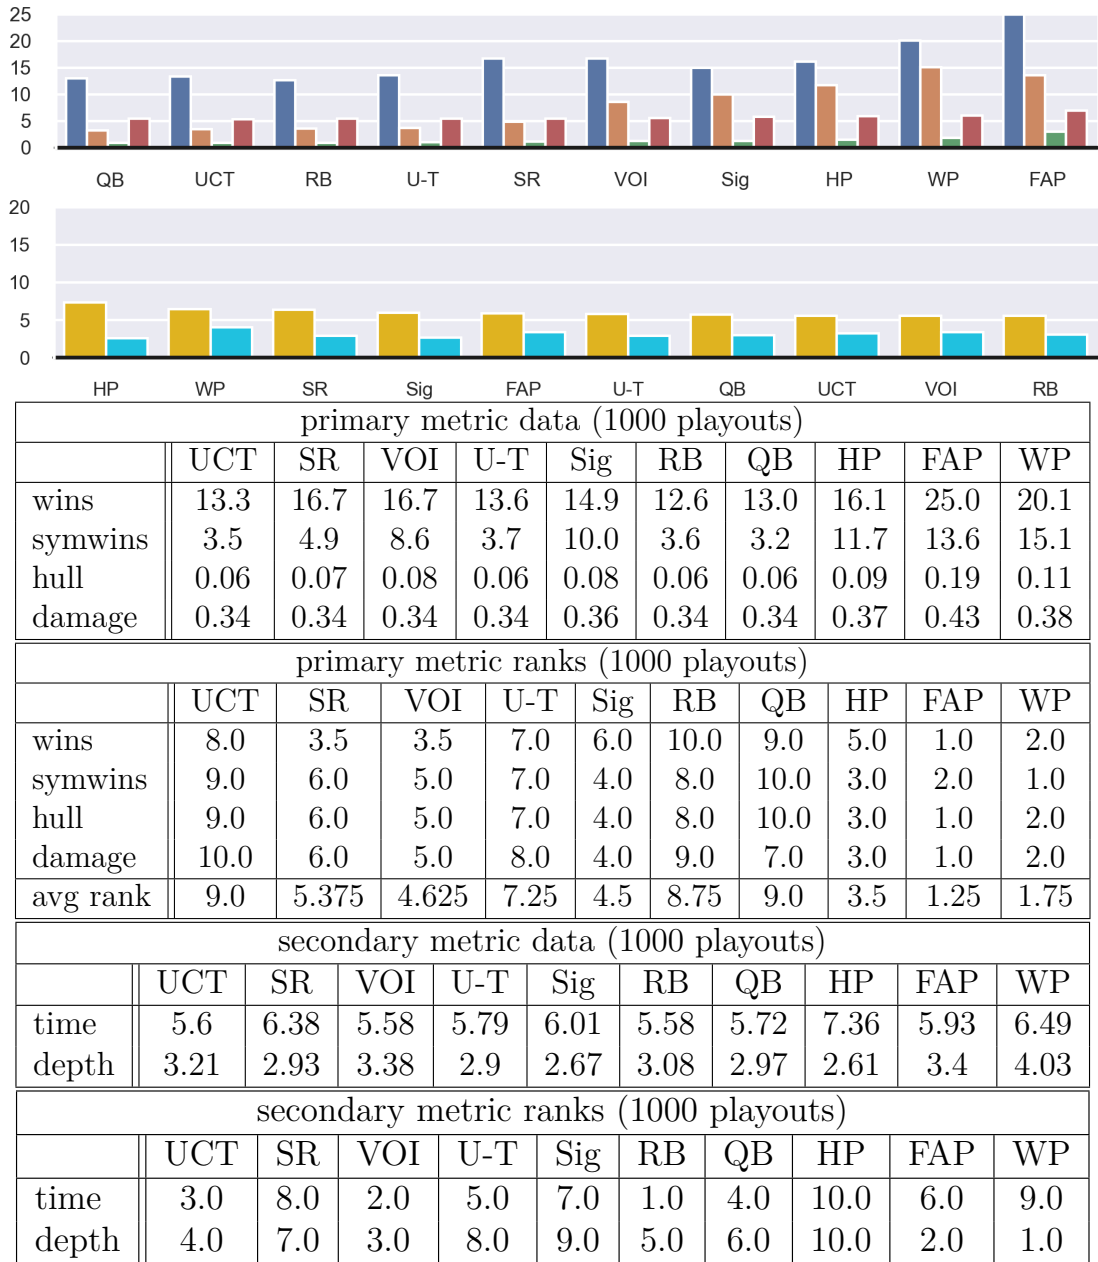 25
20
15
10
5
0
QB UCT RB U-T SR VOI Sig HP WP FAP
20
15
10
5
0
HP WP SR Sig FAP U-T QB UCT VOI RB
primary metric data (1000 playouts)
UCT SR VOI U-T Sig RB QB HP FAP WP
wins 13.3 16.7 16.7 13.6 14.9 12.6 13.0 16.1 25.0 20.1
symwins 3.5 4.9 8.6 3.7 10.0 3.6 3.2 11.7 13.6 15.1
hull 0.06 0.07 0.08 0.06 0.08 0.06 0.06 0.09 0.19 0.11
damage 0.34 0.34 0.34 0.34 0.36 0.34 0.34 0.37 0.43 0.38
primary metric ranks (1000 playouts)
UCT SR VOI U-T Sig RB QB HP FAP WP
wins 8.0 3.5 3.5 7.0 6.0 10.0 9.0 5.0 1.0 2.0
symwins 9.0 6.0 5.0 7.0 4.0 8.0 10.0 3.0 2.0 1.0
hull 9.0 6.0 5.0 7.0 4.0 8.0 10.0 3.0 1.0 2.0
damage 10.0 6.0 5.0 8.0 4.0 9.0 7.0 3.0 1.0 2.0
avg rank 9.0 5.375 4.625 7.25 4.5 8.75 9.0 3.5 1.25 1.75
secondary metric data (1000 playouts)
UCT SR VOI U-T Sig RB QB HP FAP WP
time 5.6 6.38 5.58 5.79 6.01 5.58 5.72 7.36 5.93 6.49
depth 3.21 2.93 3.38 2.9 2.67 3.08 2.97 2.61 3.4 4.03
secondary metric ranks (1000 playouts)
UCT SR VOI U-T Sig RB QB HP FAP WP
time 3.0 8.0 2.0 5.0 7.0 1.0 4.0 10.0 6.0 9.0
depth 4.0 7.0 3.0 8.0 9.0 5.0 6.0 10.0 2.0 1.0